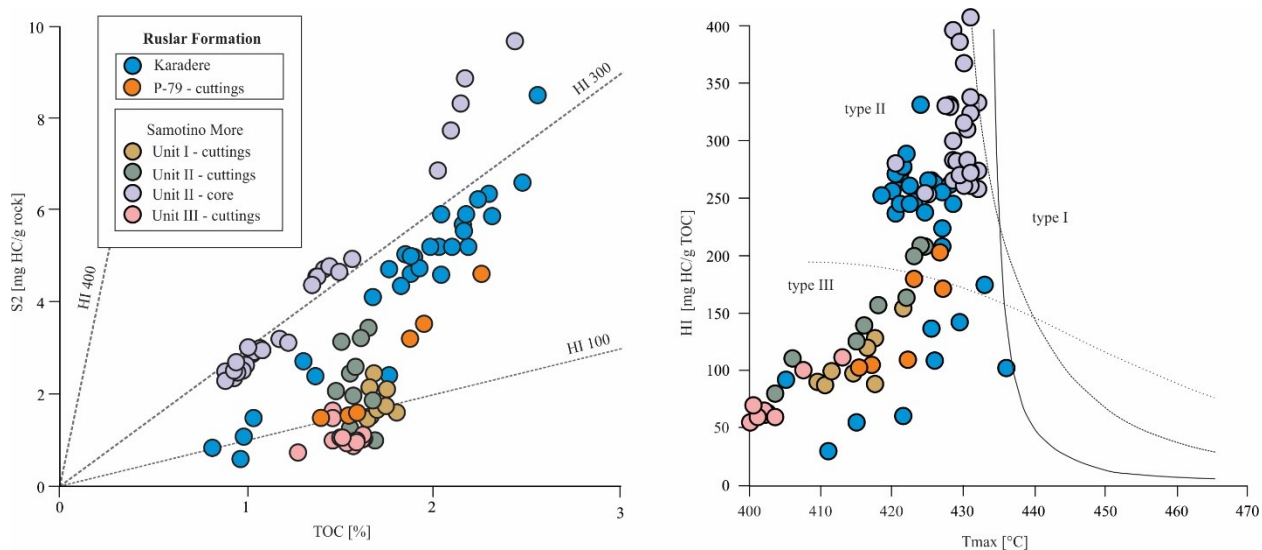 Ruslar Formation
Karadere
P-79 - cuttings
Samotino More
Unit I - cuttings
Unit II - cuttings
Unit II - core
Unit III - cuttings
HI 400
HI 300
HI 100
S2 [mg HC/g rock]
10
8
6
4
2
0
0
1
2
3
TOC [%]
HI [mg HC/g TOC]
400
350
300
250
200
150
100
50
0
type II
type I
type III
400
410
420
430
440
450
460
470
Tmax [°C]